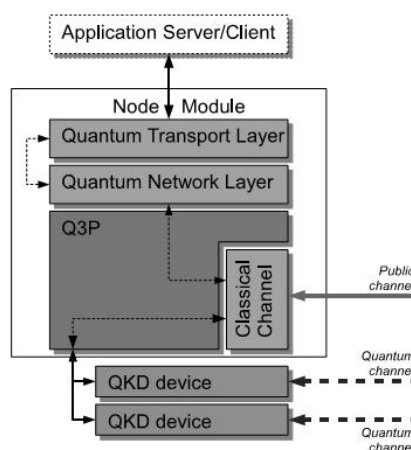 Application Server/Client
Node Module
Quantum Transport Layer
Quantum Network Layer
Q3P
Classical
Channel
Public
channel
Quantum
channel
QKD device
QKD device
Quantum
channel